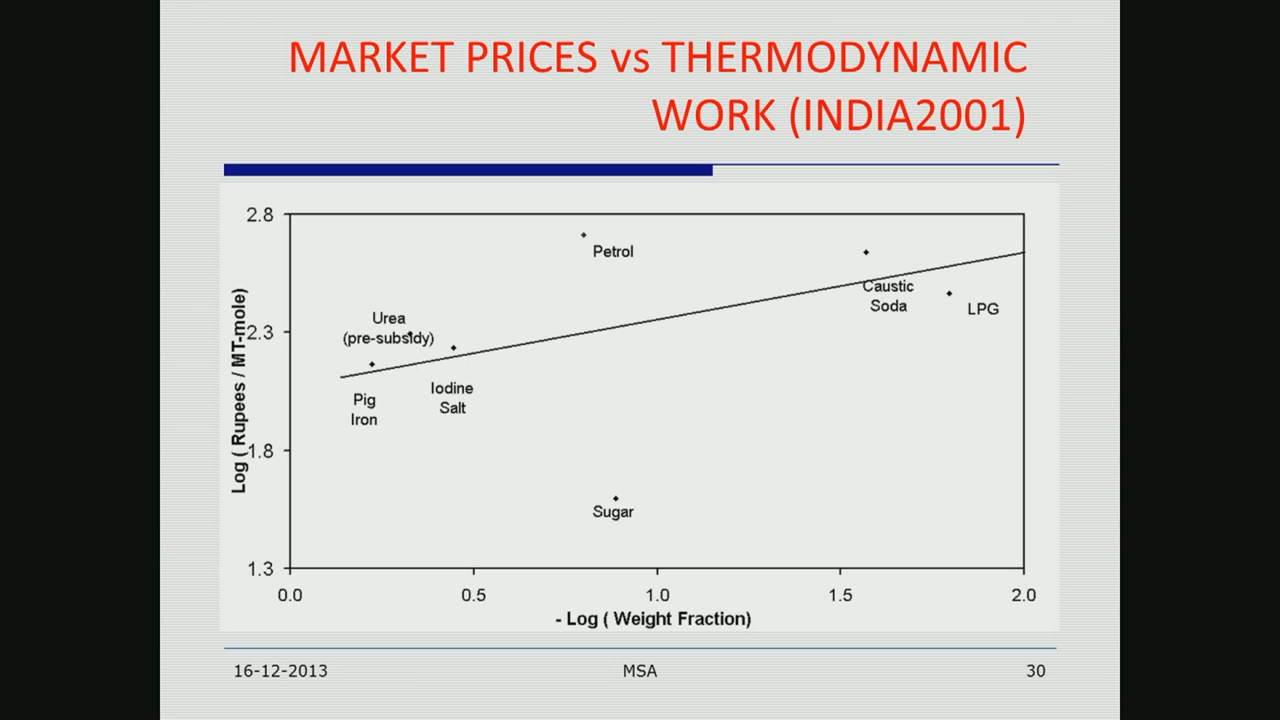 MARKET PRICES vs THERMODYNAMIC
WORK (INDIA2001)
2.8
2.3
1.8
1.3
Log ( Rupees / MT-mole)
Petrol
Urea
(pre-subsidy)
Caustic
Soda
LPG
Iodine
Salt
Pig
Iron
Sugar
0.0 0.5 1.0 1.5 2.0
- Log ( Weight Fraction)
16-12-2013 MSA 30